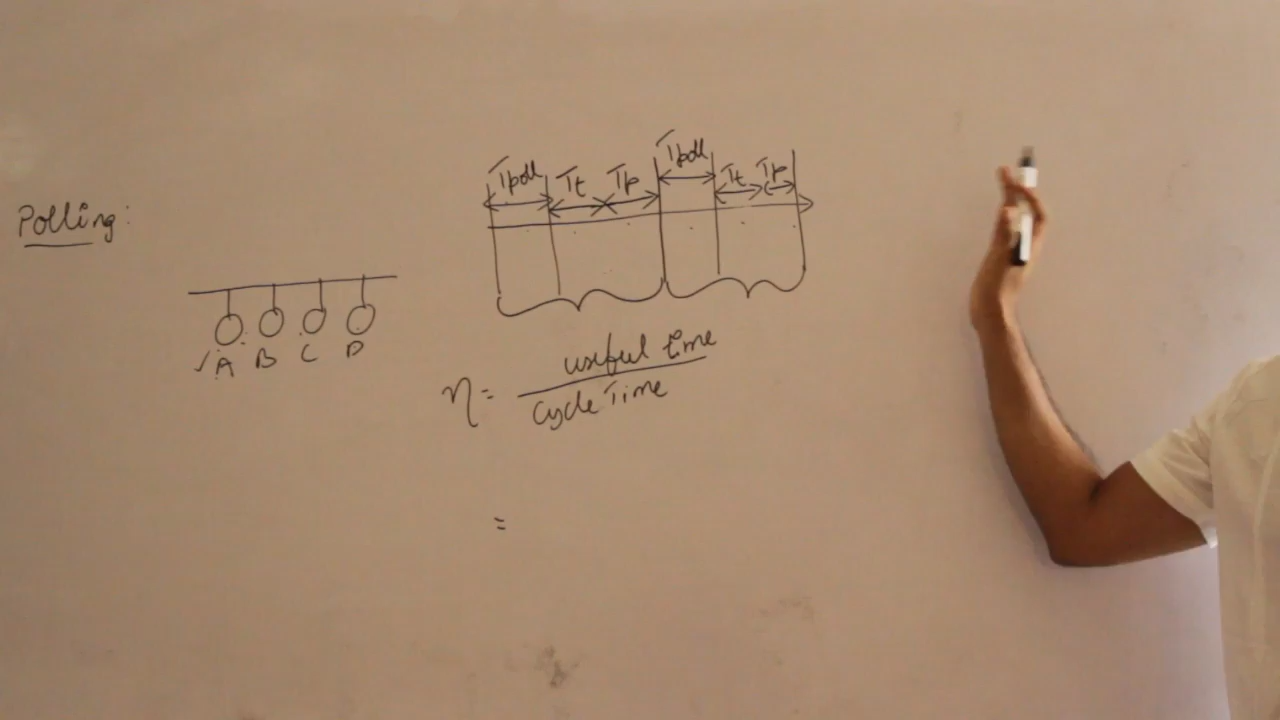 Polling:
Tpoll Tt Tp Tpoll Tt Tp
A B C D
η = useful time
Cycle Time
=